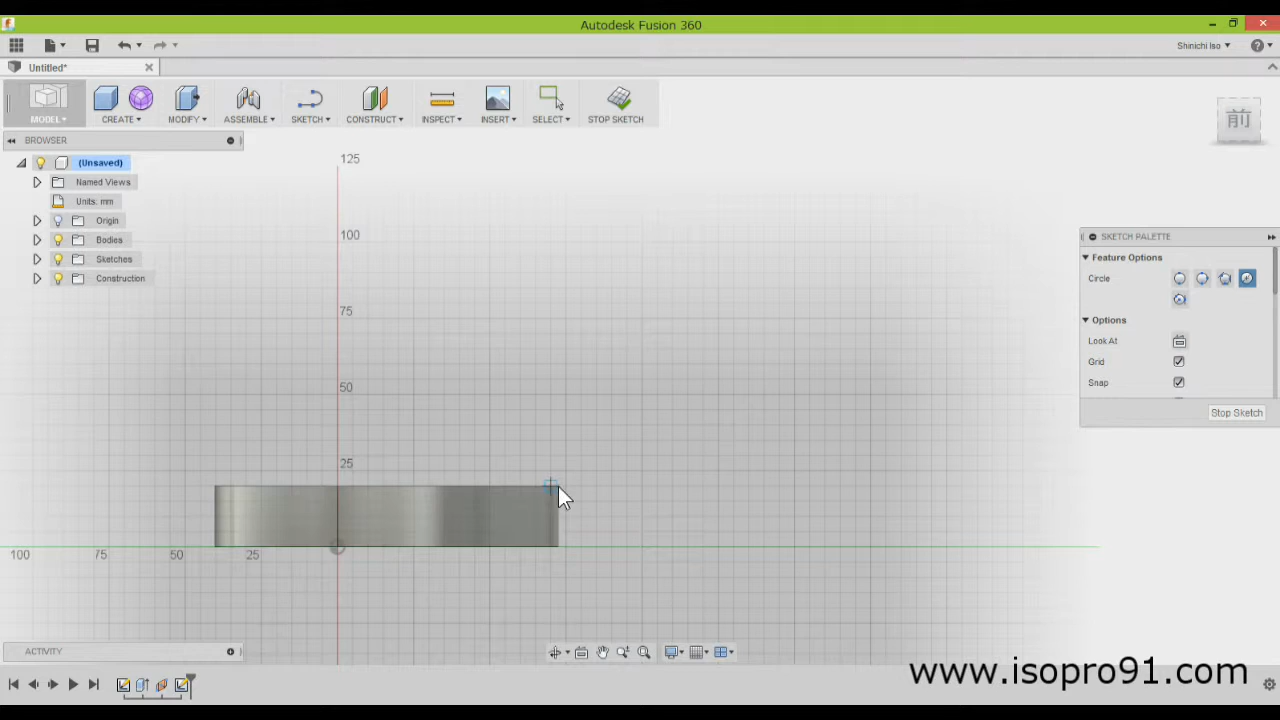 Autodesk Fusion 360
Shinichi Iso
Untitled*
MODEL
CREATE
MODIFY
ASSEMBLE
SKETCH
CONSTRUCT
INSPECT
INSERT
SELECT
STOP SKETCH
前
BROWSER
(Unsaved)
Named Views
Units: mm
Origin
Bodies
Sketches
Construction
125
100
75
50
25
100
75
50
25
SKETCH PALETTE
Feature Options
Circle
Options
Look At
Grid
Snap
Stop Sketch
ACTIVITY
www.isopro91.com